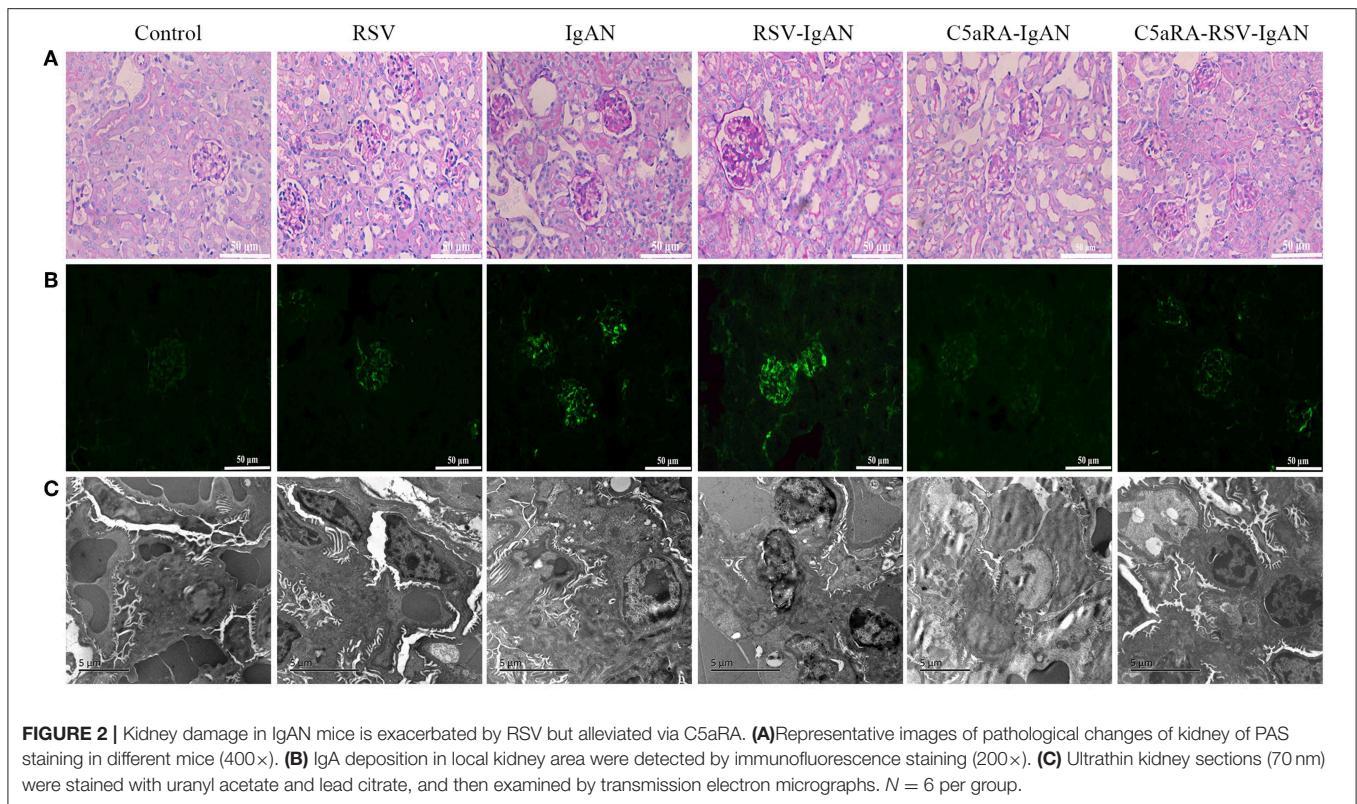 Control RSV IgAN RSV-IgAN C5aRA-IgAN C5aRA-RSV-IgAN
A
50 µm 50 µm 50 µm 50 µm 50 µm 50 µm
B
50 µm 50 µm 50 µm 50 µm 50 µm 50 µm
C
5 µm 5 µm 5 µm 5 µm 5 µm 5 µm
FIGURE 2 | Kidney damage in IgAN mice is exacerbated by RSV but alleviated via C5aRA. (A)Representative images of pathological changes of kidney of PAS
staining in different mice (400×). (B) IgA deposition in local kidney area were detected by immunofluorescence staining (200×). (C) Ultrathin kidney sections (70 nm)
were stained with uranyl acetate and lead citrate, and then examined by transmission electron micrographs. N = 6 per group.